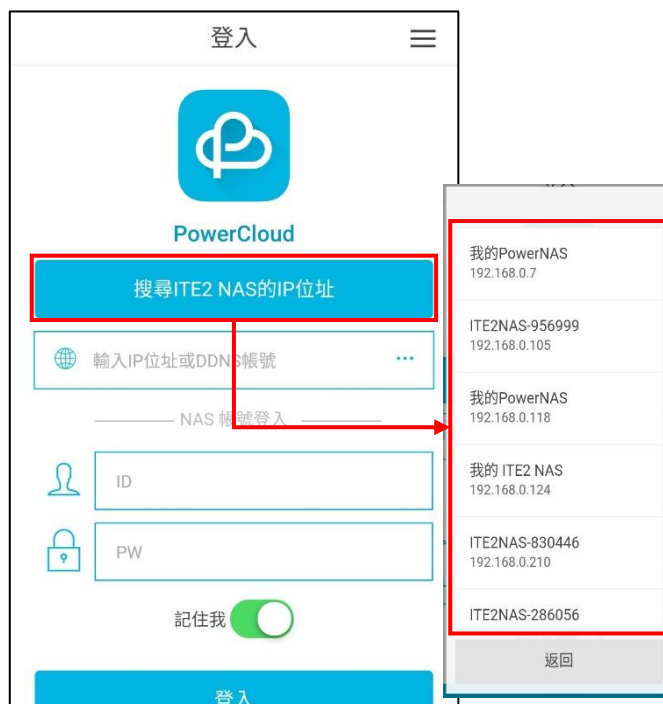 登入
PowerCloud
搜尋ITE2 NAS的IP位址
輸入IP位址或DDNS帳號
NAS 帳號登入
ID
PW
記住我
登入
我的PowerNAS
192.168.0.7
ITE2NAS-956999
192.168.0.105
我的PowerNAS
192.168.0.118
我的 ITE2 NAS
192.168.0.124
ITE2NAS-830446
192.168.0.210
ITE2NAS-286056
返回